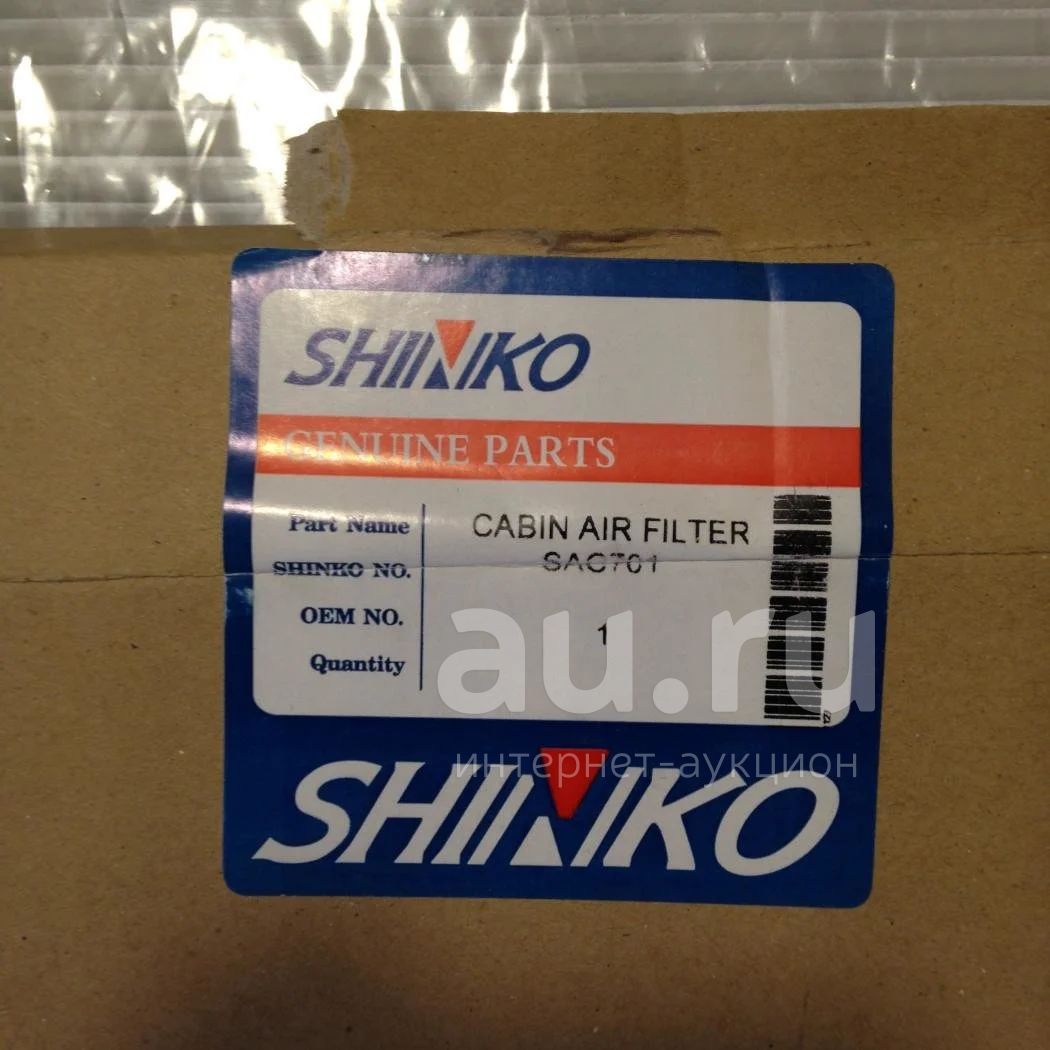 SHINKO
GENUINE PARTS
Part Name CABIN AIR FILTER
SHINKO NO. SAC701
OEM NO.
Quantity 1
au.ru
интернет-аукцион
SHINKO